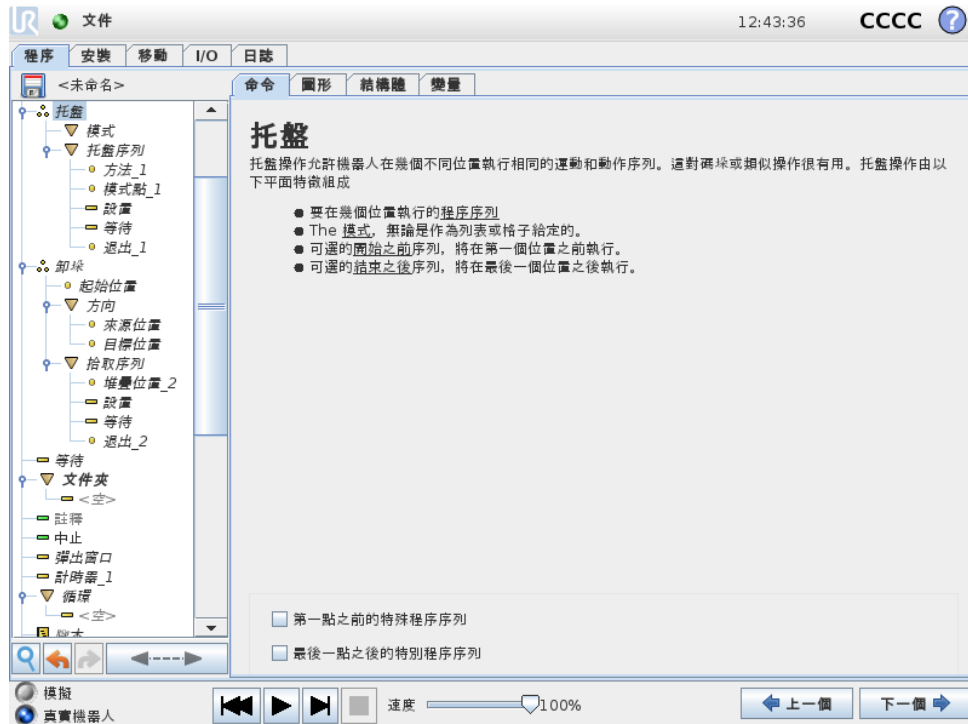 UR 文件 12:43:36 CCCC ?
程序 安裝 移動 I/O 日誌
<未命名>
命令 圖形 結構體 變量
托盤
模式
托盤序列
方法_1
模式點_1
設置
等待
退出_1
卸垛
起始位置
方向
來源位置
目標位置
拾取序列
堆疊位置_2
設置
等待
退出_2
等待
文件夾
<空>
註釋
中止
彈出窗口
計時器_1
循環
<空>
腳本
托盤
托盤操作允許機器人在幾個不同位置執行相同的運動和動作序列。這對碼垛或類似操作很有用。托盤操作由以
下平面特徵組成
要在幾個位置執行的程序序列
The 模式，無論是作為列表或格子給定的。
可選的開始之前序列，將在第一個位置之前執行。
可選的結束之後序列，將在最後一個位置之後執行。
第一點之前的特殊程序序列
最後一點之後的特別程序序列
模擬
真實機器人
速度 100%
上一個 下一個